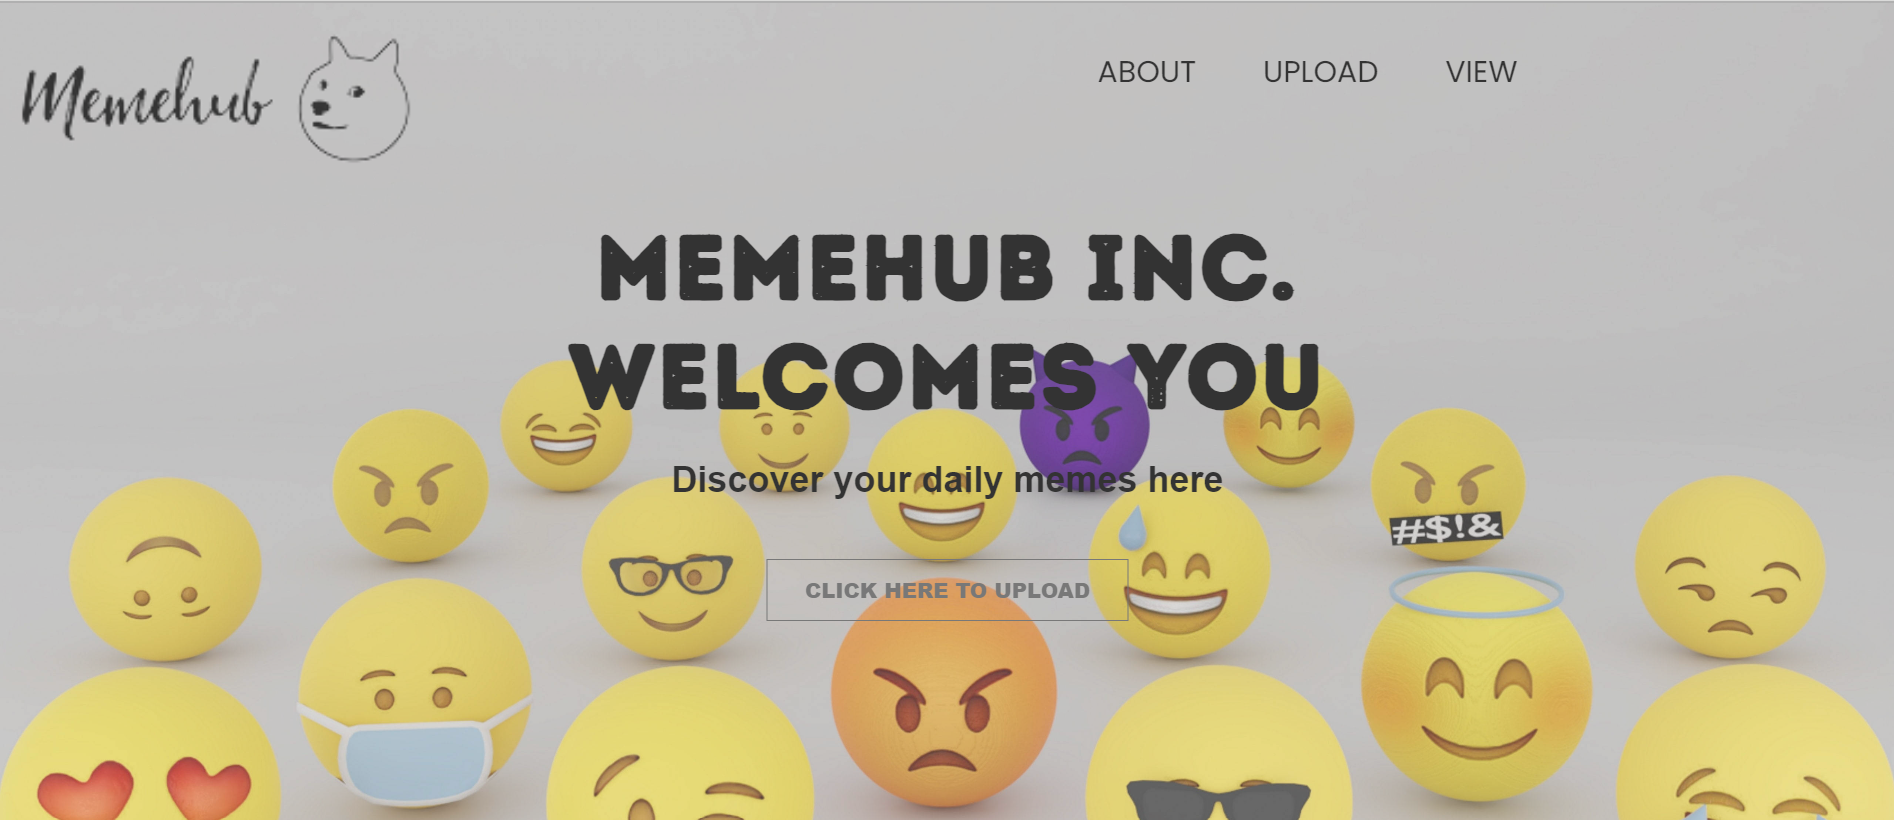 Memehub
ABOUT UPLOAD VIEW
MEMEHUB INC.
WELCOMES YOU
Discover your daily memes here
#$!&
CLICK HERE TO UPLOAD